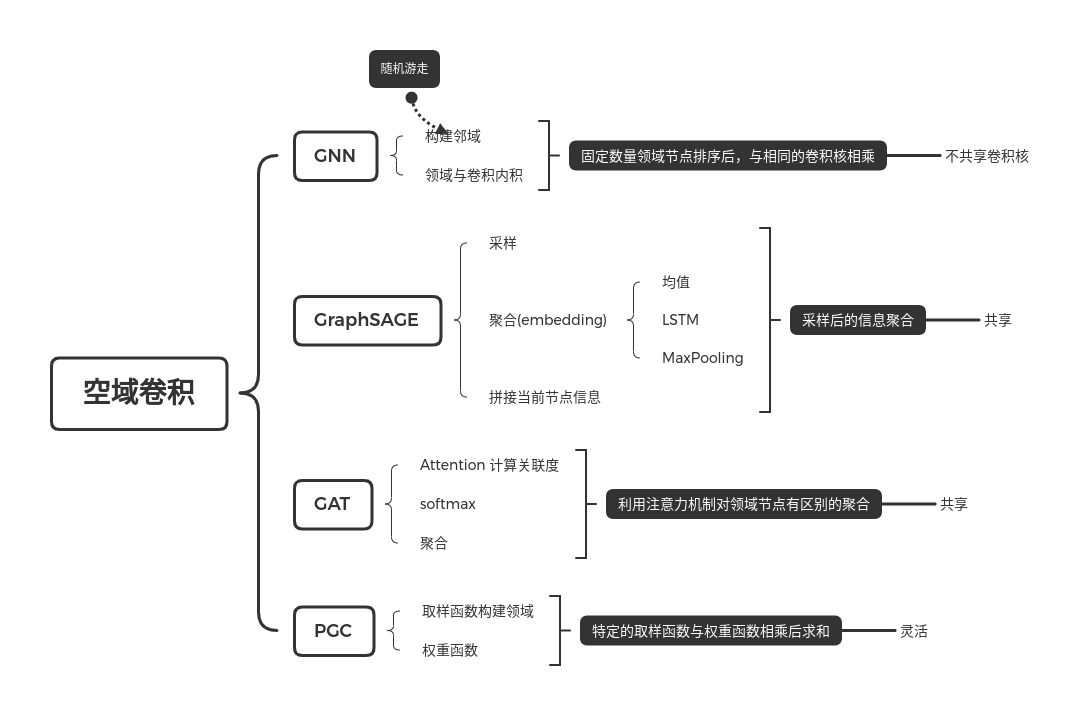 随机游走
GNN
构建邻域
领域与卷积内积
固定数量领域节点排序后，与相同的卷积核相乘
不共享卷积核
采样
GraphSAGE
聚合(embedding)
均值
LSTM
MaxPooling
拼接当前节点信息
采样后的信息聚合
共享
空域卷积
GAT
Attention 计算关联度
softmax
聚合
利用注意力机制对领域节点有区别的聚合
共享
PGC
取样函数构建领域
权重函数
特定的取样函数与权重函数相乘后求和
灵活